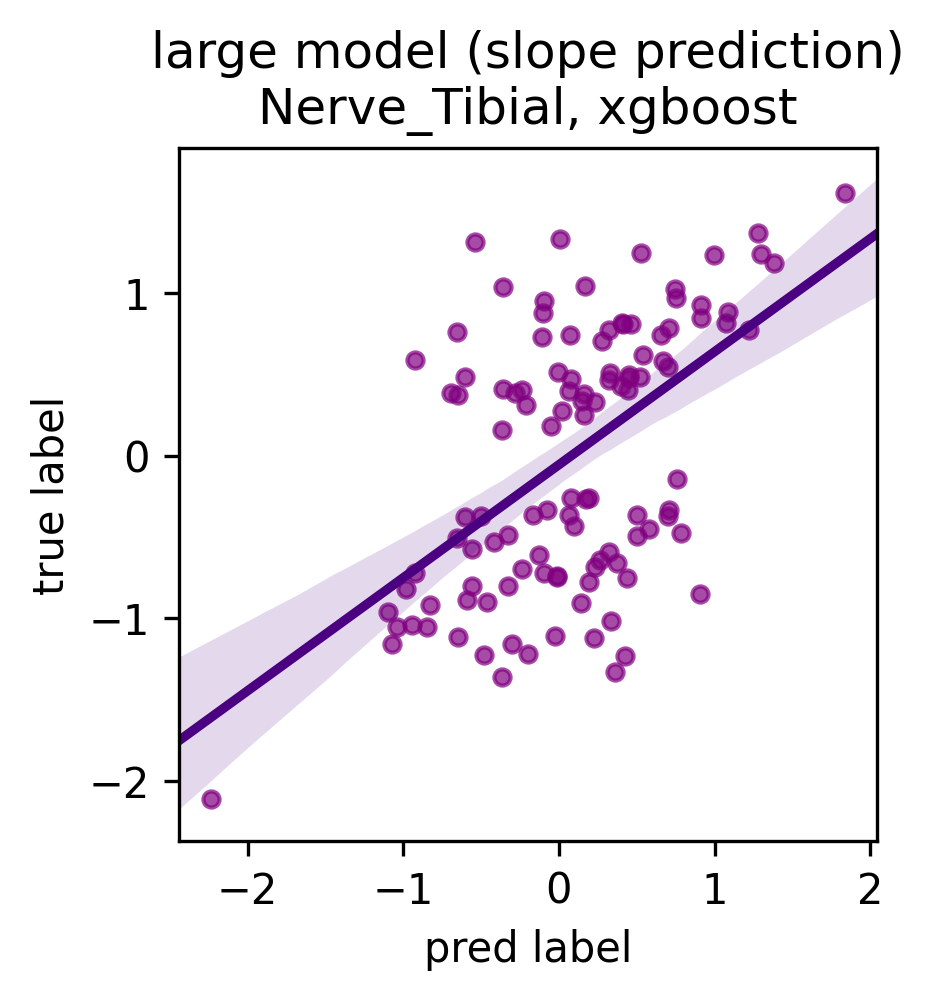 large model (slope prediction)
Nerve_Tibial, xgboost
true label
1
0
−1
−2
−2
−1
0
1
2
pred label